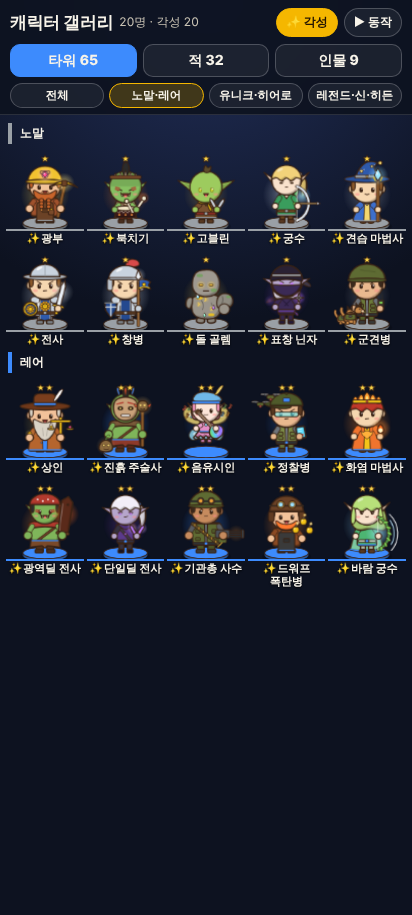 캐릭터 갤러리 20명 · 각성 20 ✨ 각성 ▶ 동작
타워 65 적 32 인물 9
전체 노말·레어 유니크·히어로 레전드·신·히든
노말
✨광부 ✨북치기 ✨고블린 ✨궁수 ✨견습 마법사
✨전사 ✨창병 ✨돌 골렘 ✨표창 닌자 ✨군견병
레어
✨상인 ✨진흙 주술사 ✨음유시인 ✨정찰병 ✨화염 마법사
✨광역딜 전사 ✨단일딜 전사 ✨기관총 사수 ✨드워프 폭탄병 ✨바람 궁수